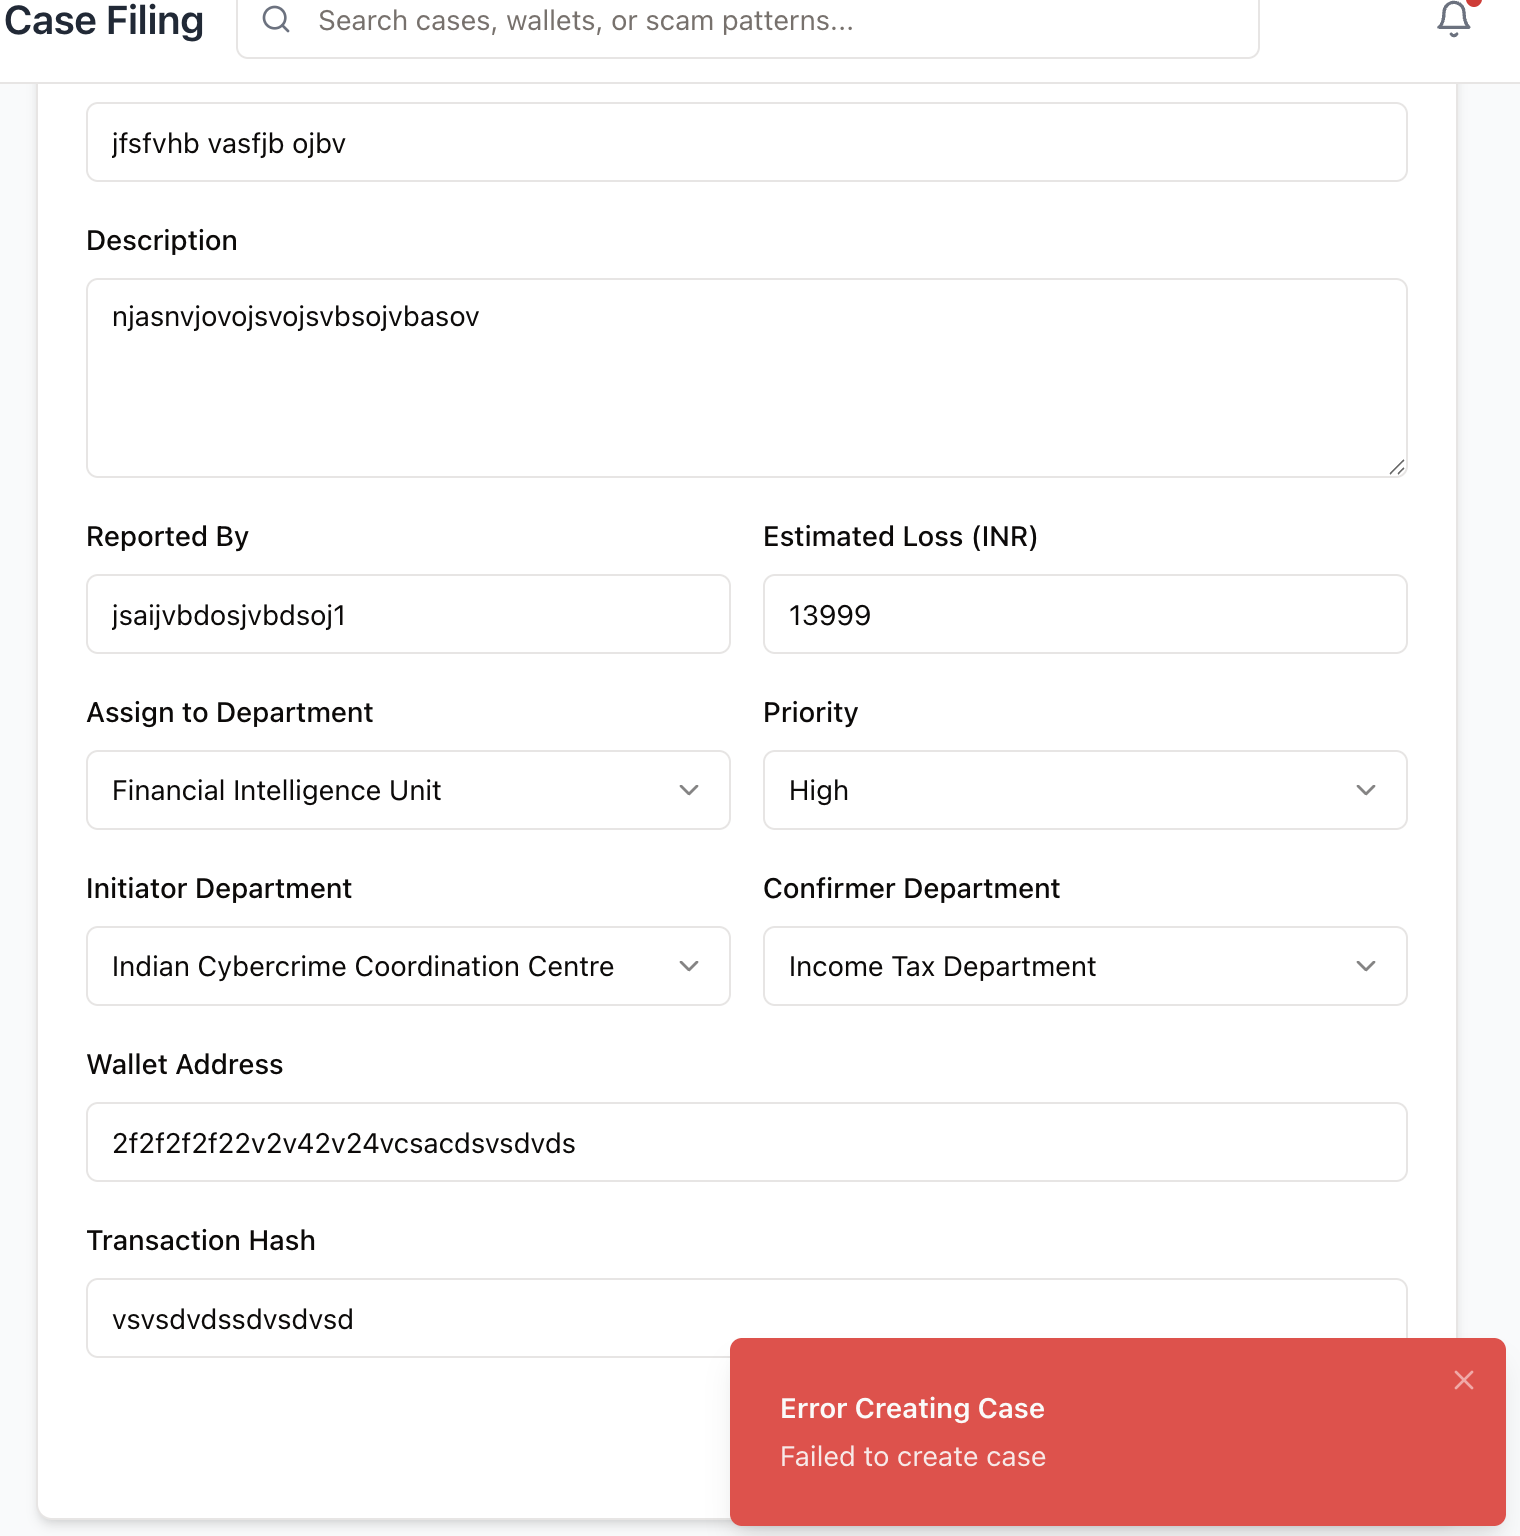 Case Filing
Search cases, wallets, or scam patterns...
jfsfvhb vasfjb ojbv
Description
njasnvjovojsvojsvbsojvbasov
Reported By
Estimated Loss (INR)
jsaijvbdosjvbdsoj1
13999
Assign to Department
Priority
Financial Intelligence Unit
High
Initiator Department
Confirmer Department
Indian Cybercrime Coordination Centre
Income Tax Department
Wallet Address
2f2f2f2f22v2v42v24vcsacdsvsdvds
Transaction Hash
vsvsdvdssdvsdvsd
Error Creating Case
Failed to create case